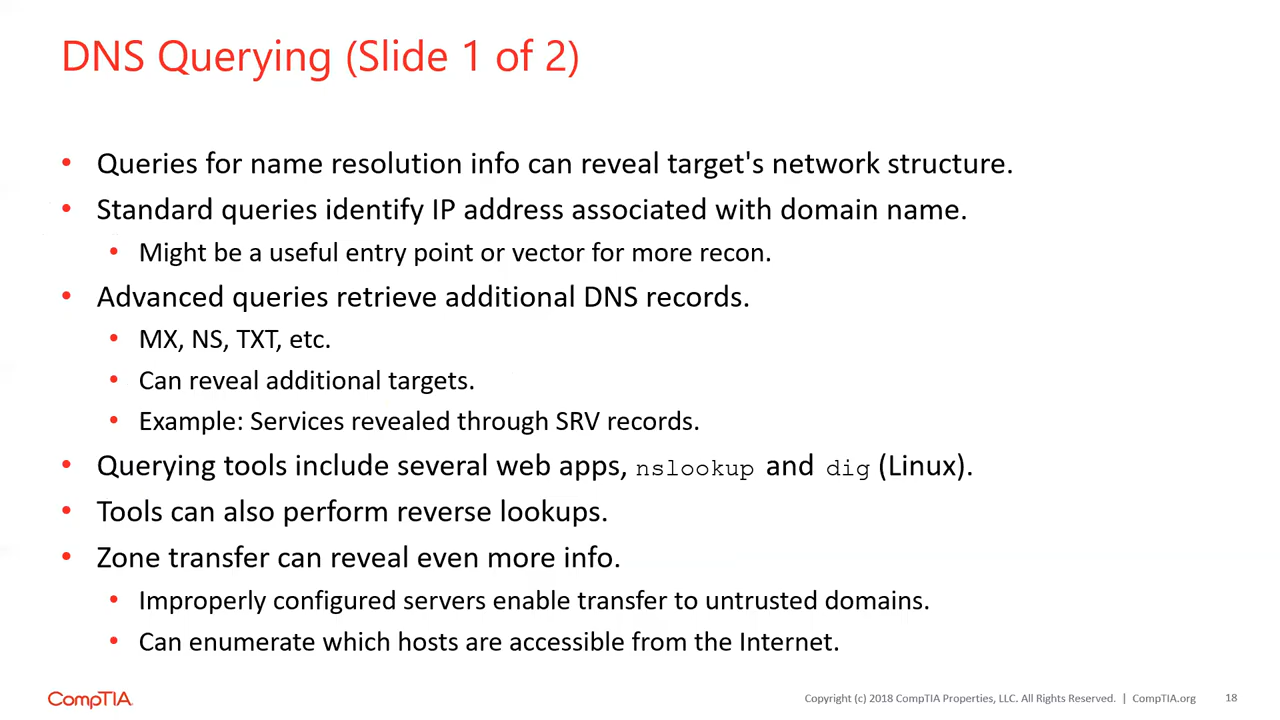 DNS Querying (Slide 1 of 2)
• Queries for name resolution info can reveal target's network structure.
• Standard queries identify IP address associated with domain name.
• Might be a useful entry point or vector for more recon.
• Advanced queries retrieve additional DNS records.
• MX, NS, TXT, etc.
• Can reveal additional targets.
• Example: Services revealed through SRV records.
• Querying tools include several web apps, nslookup and dig (Linux).
• Tools can also perform reverse lookups.
• Zone transfer can reveal even more info.
• Improperly configured servers enable transfer to untrusted domains.
• Can enumerate which hosts are accessible from the Internet.
CompTIA. Copyright (c) 2018 CompTIA Properties, LLC. All Rights Reserved. | CompTIA.org 18